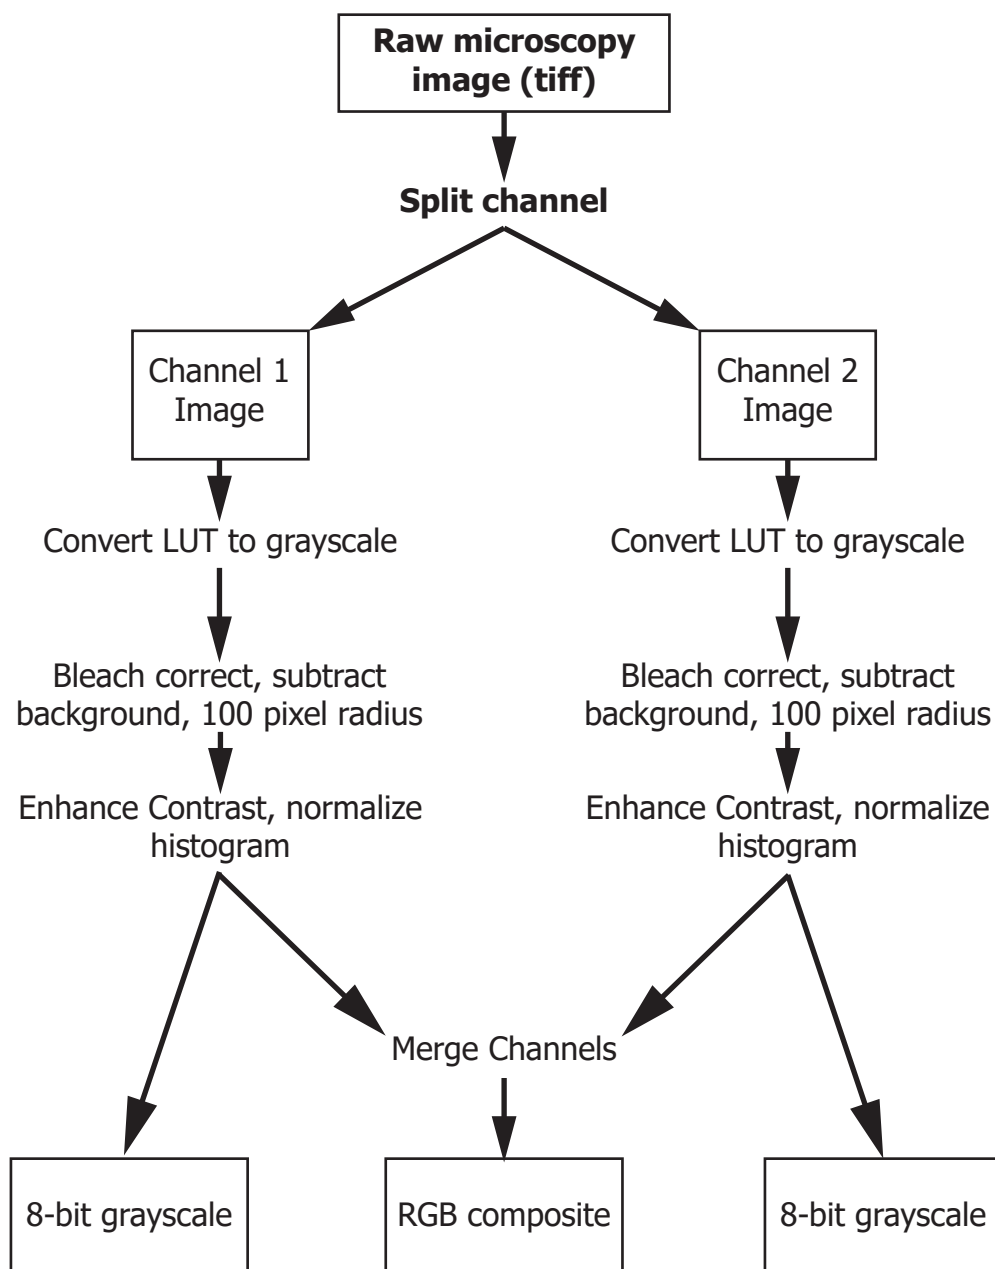 Raw microscopy
image (tiff)
Split channel
Channel 1
Image
Channel 2
Image
Convert LUT to grayscale
Convert LUT to grayscale
Bleach correct, subtract
background, 100 pixel radius
Bleach correct, subtract
background, 100 pixel radius
Enhance Contrast, normalize
histogram
Enhance Contrast, normalize
histogram
Merge Channels
8-bit grayscale
RGB composite
8-bit grayscale